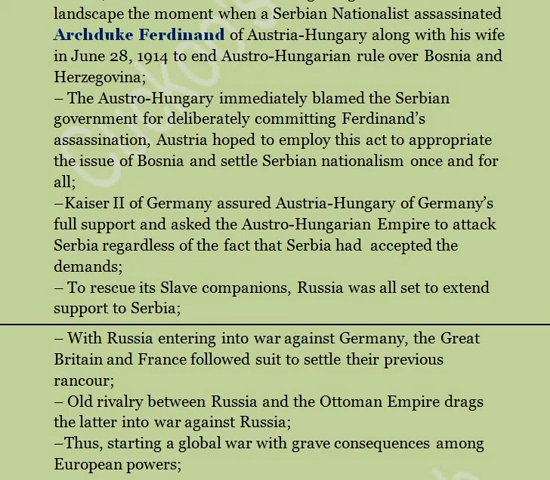 landscape the moment when a Serbian Nationalist assassinated
Archduke Ferdinand of Austria-Hungary along with his wife
in June 28, 1914 to end Austro-Hungarian rule over Bosnia and
Herzegovina;
– The Austro-Hungary immediately blamed the Serbian
government for deliberately committing Ferdinand's
assassination, Austria hoped to employ this act to appropriate
the issue of Bosnia and settle Serbian nationalism once and for
all;
–Kaiser II of Germany assured Austria-Hungary of Germany's
full support and asked the Austro-Hungarian Empire to attack
Serbia regardless of the fact that Serbia had accepted the
demands;
– To rescue its Slave companions, Russia was all set to extend
support to Serbia;
– With Russia entering into war against Germany, the Great
Britain and France followed suit to settle their previous
rancour;
– Old rivalry between Russia and the Ottoman Empire drags
the latter into war against Russia;
–Thus, starting a global war with grave consequences among
European powers;